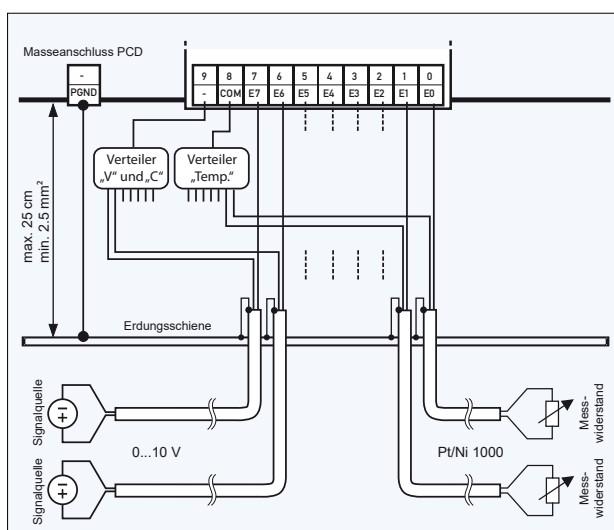 Masseanschluss PCD
-
PGND
9 8 7 6 5 4 3 2 1 0
- COM E7 E6 E5 E4 E3 E2 E1 E0
Verteiler
„V“ und „C“
Verteiler
„Temp.“
max. 25 cm
min. 2.5 mm²
Erdungsschiene
Signalquelle
0...10 V
Signalquelle
Pt/Ni 1000
Mess-
widerstand
Mess-
widerstand